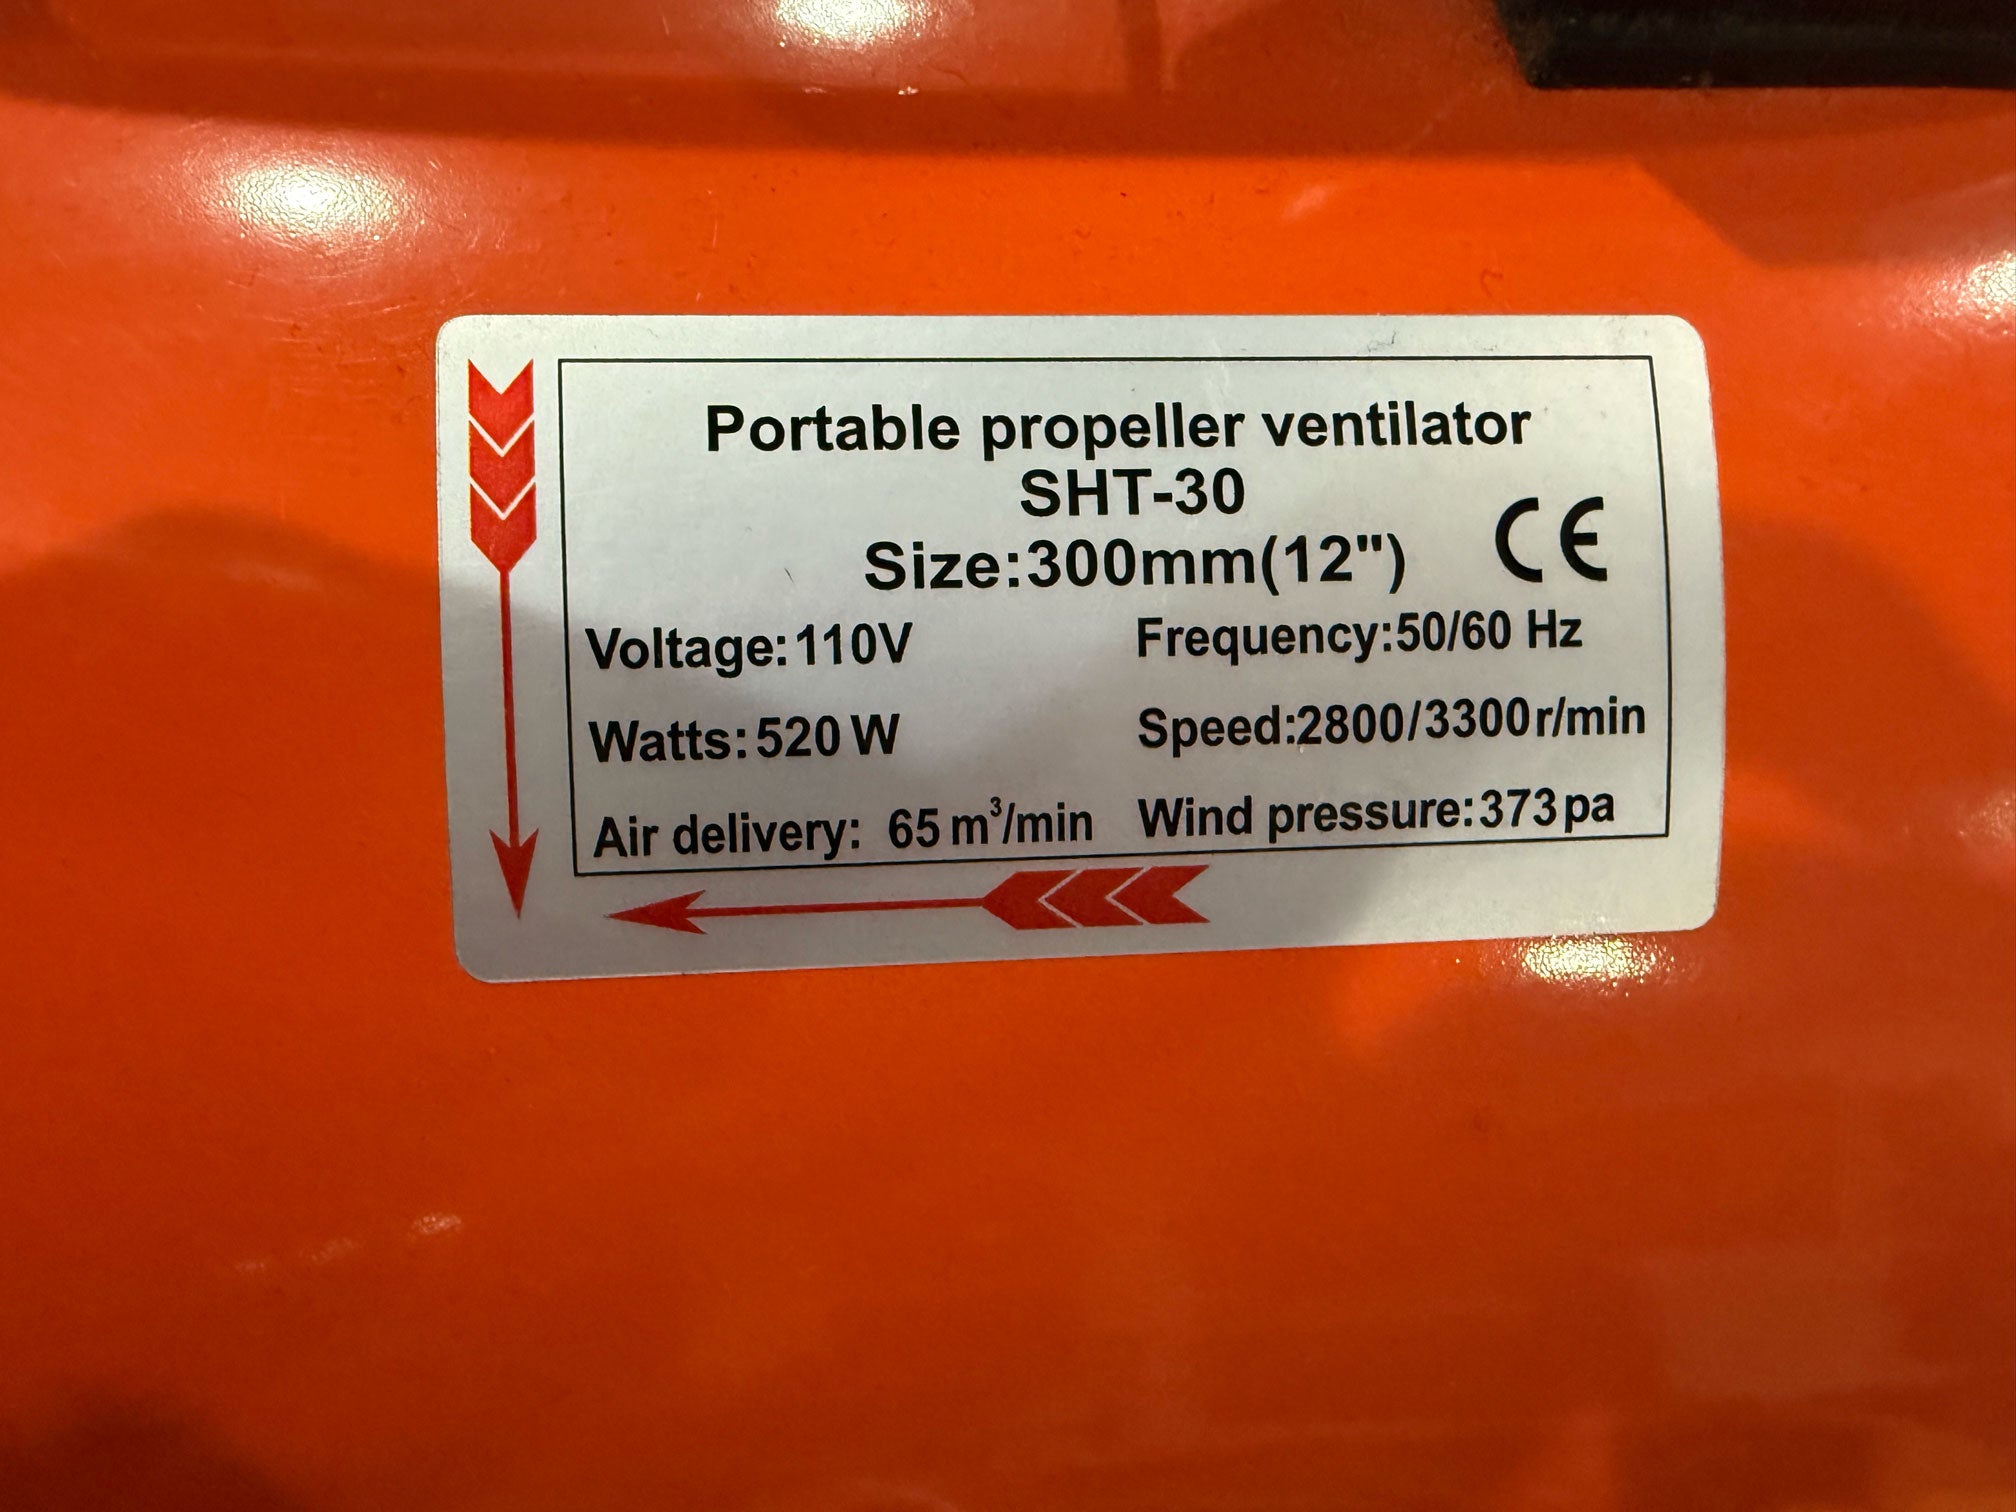 Portable propeller ventilator
SHT-30
Size:300mm(12")
CE
Voltage:110V
Frequency:50/60 Hz
Watts:520 W
Speed:2800/3300r/min
Air delivery: 65 m³/min
Wind pressure:373pa